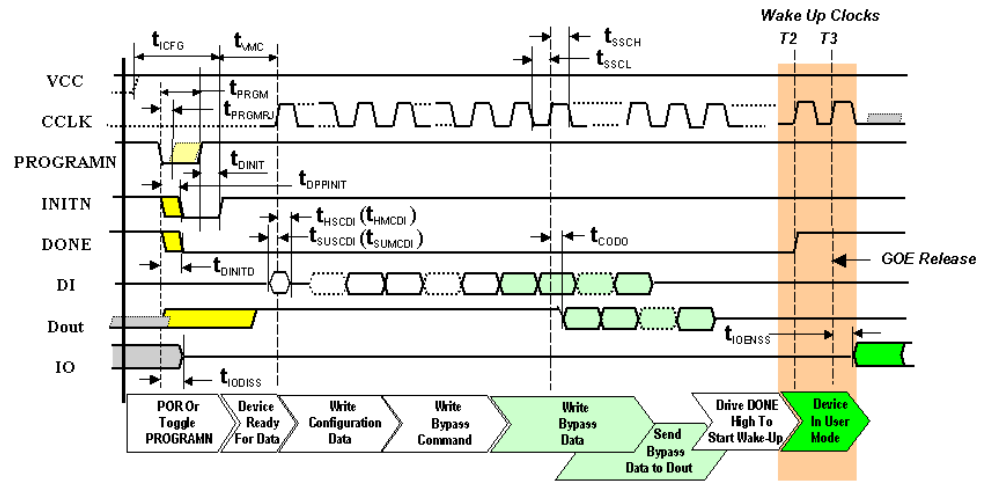 Wake Up Clocks
T2 T3
tICFG
tVMC
tSSCH
tSSCL
VCC
tPRGM
tPRGMRJ
CCLK
PROGRAMN
tDINIT
tDPPINIT
INITN
tHSCDI (tHMCDI)
tSUSCDI (tSUMCDI)
DONE
tCODO
GOE Release
tDINITD
DI
Dout
tIOENSS
IO
tIODISS
POR Or
Toggle
PROGRAMN
Device
Ready
For Data
Write
Configuration
Data
Write
Bypass
Command
Write
Bypass
Data
Send
Bypass
Data to Dout
Drive DONE
High To
Start Wake-Up
Device
In User
Mode